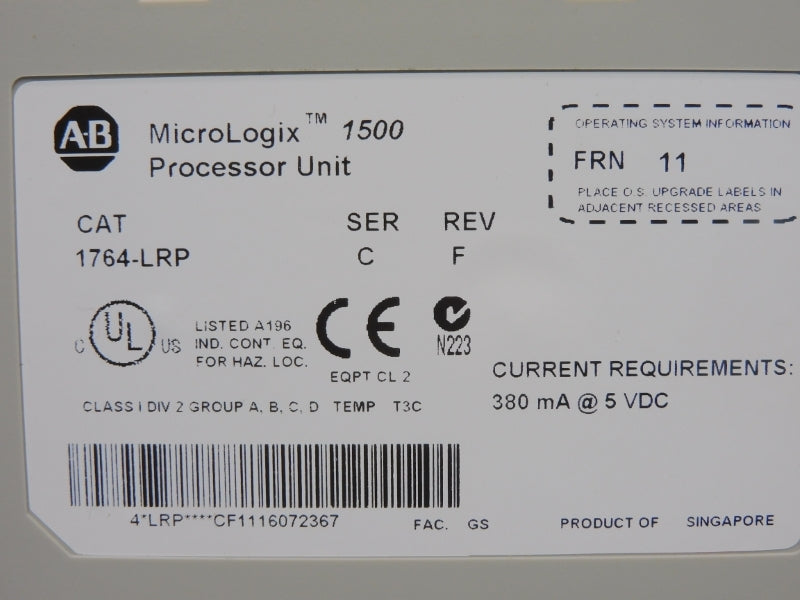 A-B
MicroLogix™ 1500
Processor Unit
OPERATING SYSTEM INFORMATION
FRN 11
PLACE O.S. UPGRADE LABELS IN
ADJACENT RECESSED AREAS
CAT SER REV
1764-LRP C F
C UL US
LISTED A196
IND. CONT. EQ.
FOR HAZ. LOC.
CE
EQPT CL 2
N223
CLASS I DIV 2 GROUP A, B, C, D TEMP T3C
CURRENT REQUIREMENTS:
380 mA @ 5 VDC
4*LRP****CF1116072367
FAC. GS
PRODUCT OF SINGAPORE